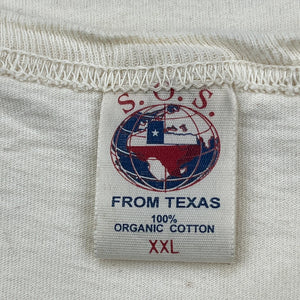 S.O.S.
FROM TEXAS
100%
ORGANIC COTTON
XXL